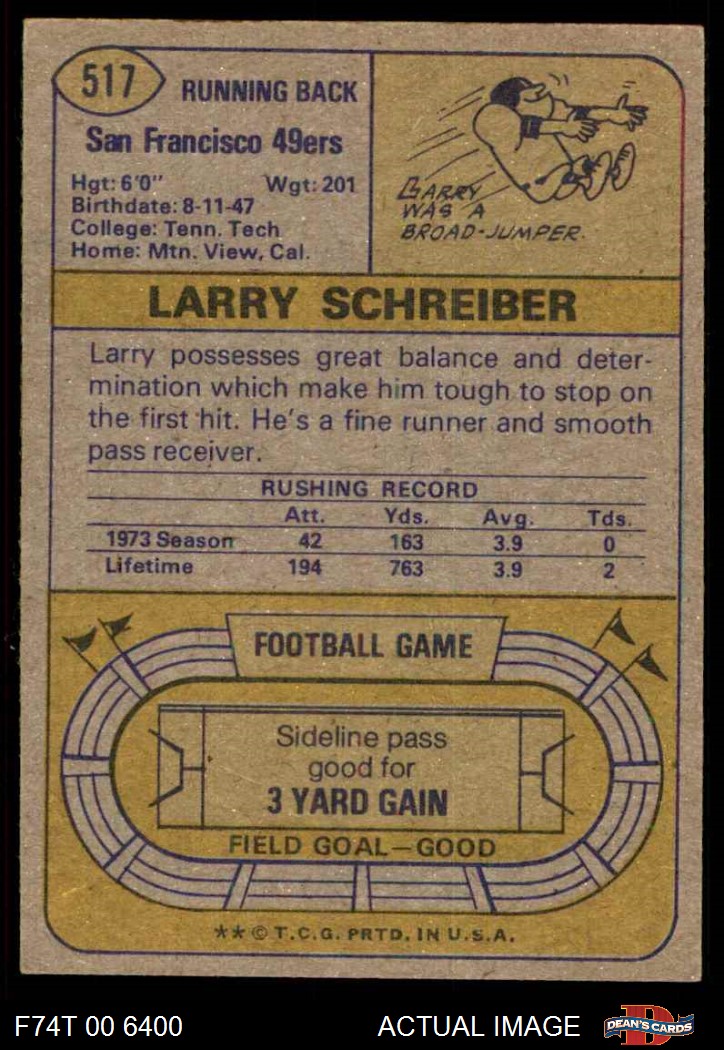 517
RUNNING BACK
San Francisco 49ers
Hgt: 6'0" Wgt: 201
Birthdate: 8-11-47
College: Tenn. Tech
Home: Mtn. View, Cal.
GARRY
WAS A
BROAD-JUMPER.
LARRY SCHREIBER
Larry possesses great balance and deter-
mination which make him tough to stop on
the first hit. He's a fine runner and smooth
pass receiver.
RUSHING RECORD
Att. Yds. Avg. Tds.
1973 Season 42 163 3.9 0
Lifetime 194 763 3.9 2
FOOTBALL GAME
Sideline pass
good for
3 YARD GAIN
FIELD GOAL—GOOD
**© T.C.G. PRTD. IN U.S.A.
F74T 00 6400 ACTUAL IMAGE
D
DEAN'S CARDS